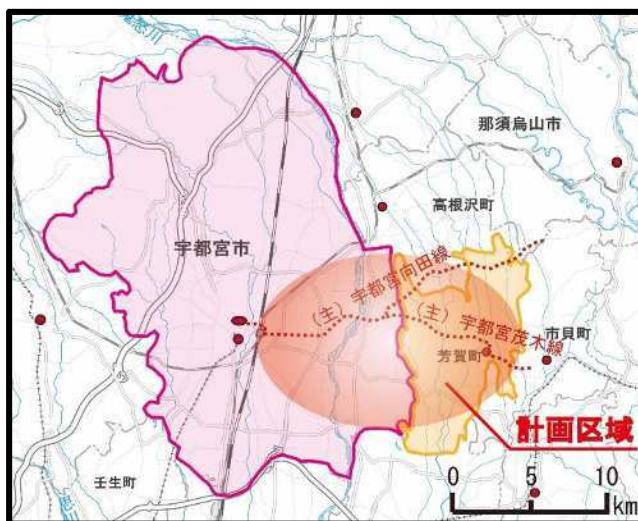 那須烏山市
高根沢町
宇都宮市
（主）宇都宮向田線
（主）宇都宮茂木線
市貝町
芳賀町
計画区域
壬生町
0 5 10
km